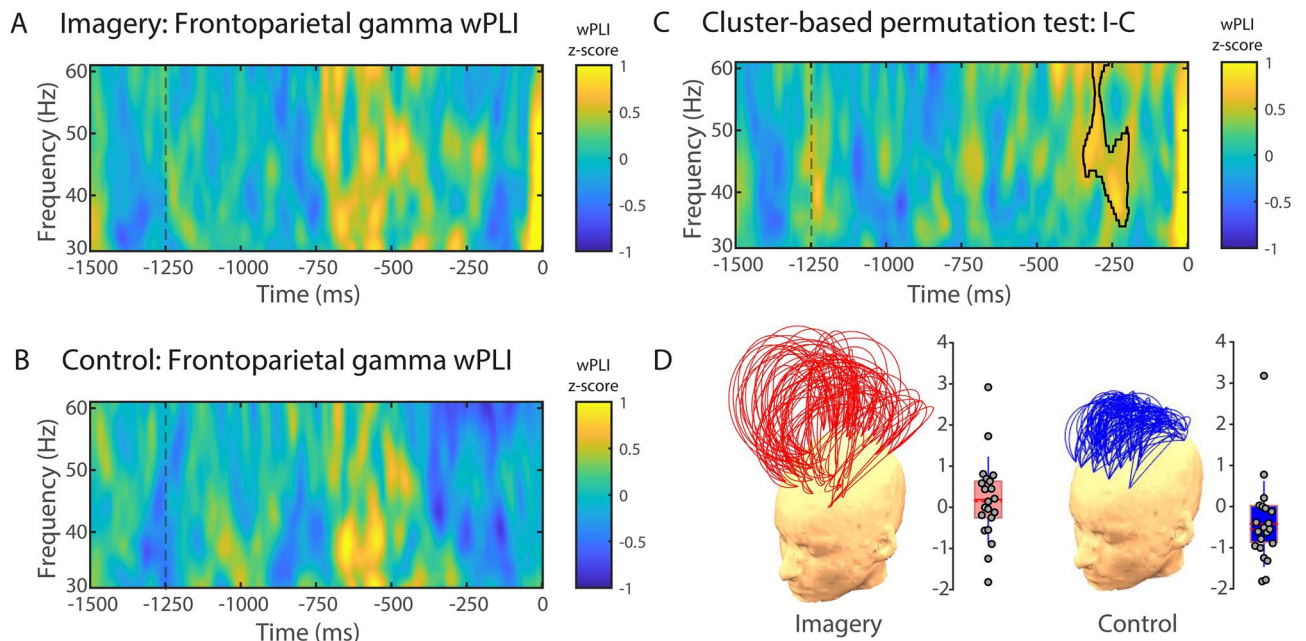 A Imagery: Frontoparietal gamma wPLI
wPLI
z-score
Frequency (Hz)
60
50
40
30
-1500 -1250 -1000 -750 -500 -250 0
Time (ms)
1
0.5
0
-0.5
-1
C Cluster-based permutation test: I-C
wPLI
z-score
Frequency (Hz)
60
50
40
30
-1500 -1250 -1000 -750 -500 -250 0
Time (ms)
1
0.5
0
-0.5
-1
B Control: Frontoparietal gamma wPLI
wPLI
z-score
Frequency (Hz)
60
50
40
30
-1500 -1250 -1000 -750 -500 -250 0
Time (ms)
1
0.5
0
-0.5
-1
D
4
3
2
1
0
-1
-2
Imagery
4
3
2
1
0
-1
-2
Control